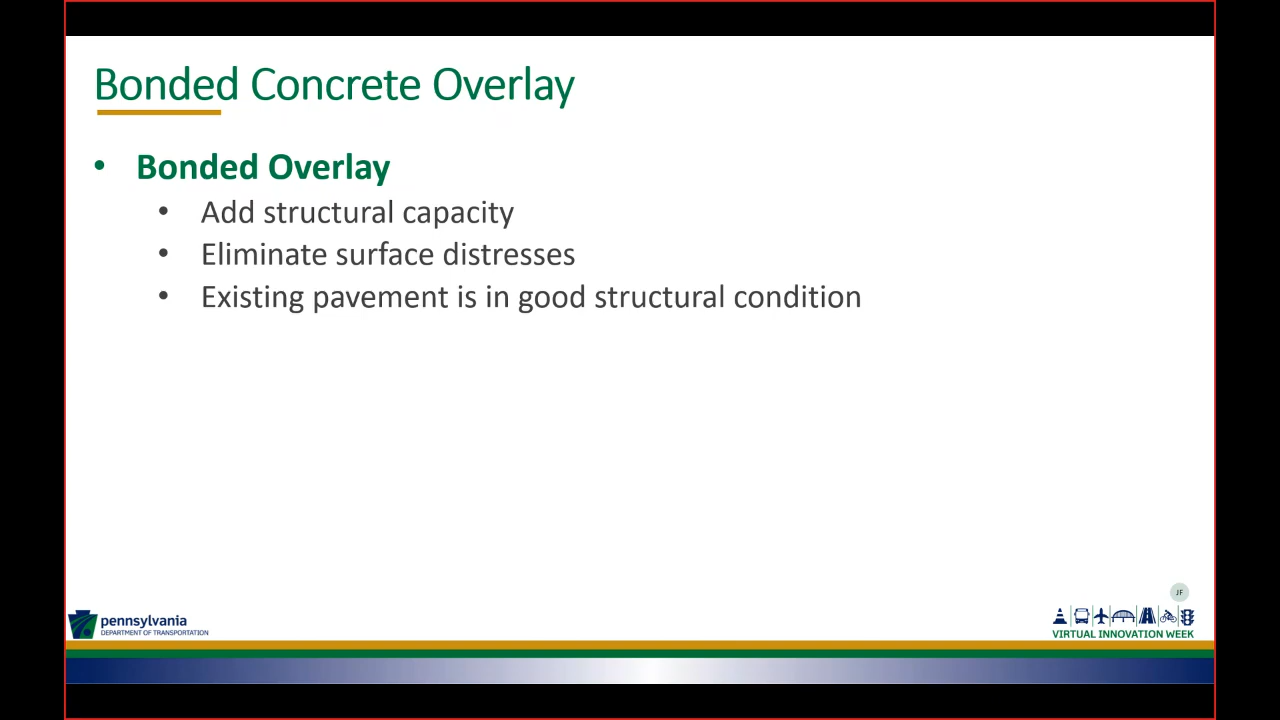 Bonded Concrete Overlay
• Bonded Overlay
• Add structural capacity
• Eliminate surface distresses
• Existing pavement is in good structural condition
JF
pennsylvania
DEPARTMENT OF TRANSPORTATION
VIRTUAL INNOVATION WEEK